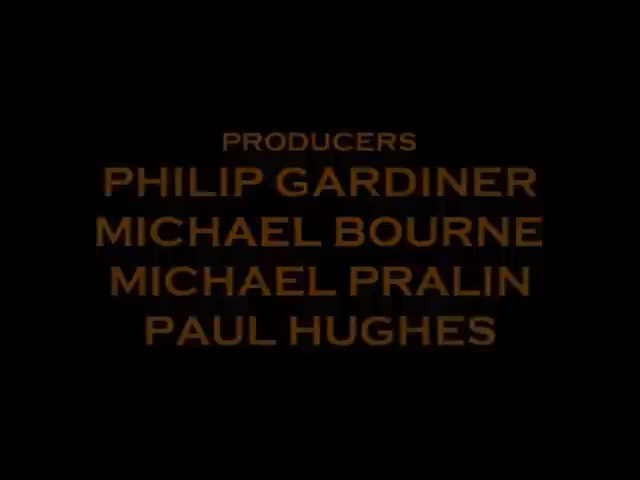 PRODUCERS
PHILIP GARDINER
MICHAEL BOURNE
MICHAEL PRALIN
PAUL HUGHES